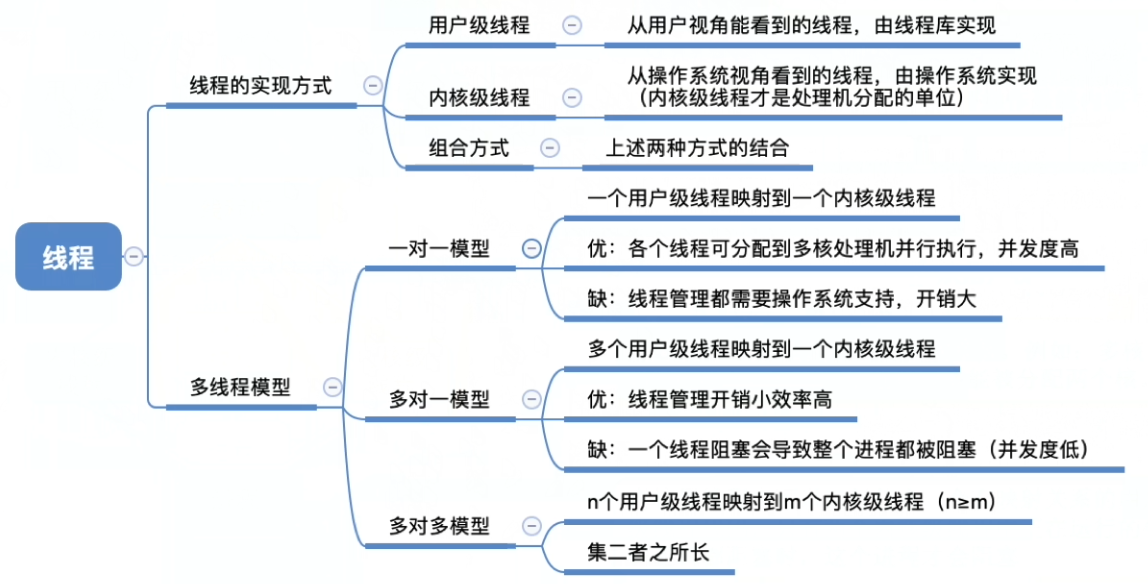 线程
线程的实现方式
用户级线程
从用户视角能看到的线程，由线程库实现
内核级线程
从操作系统视角看到的线程，由操作系统实现
（内核级线程才是处理机分配的单位）
组合方式
上述两种方式的结合
多线程模型
一对一模型
一个用户级线程映射到一个内核级线程
优：各个线程可分配到多核处理机并行执行，并发度高
缺：线程管理都需要操作系统支持，开销大
多对一模型
多个用户级线程映射到一个内核级线程
优：线程管理开销小效率高
缺：一个线程阻塞会导致整个进程都被阻塞（并发度低）
多对多模型
n个用户级线程映射到m个内核级线程（n≥m）
集二者之所长